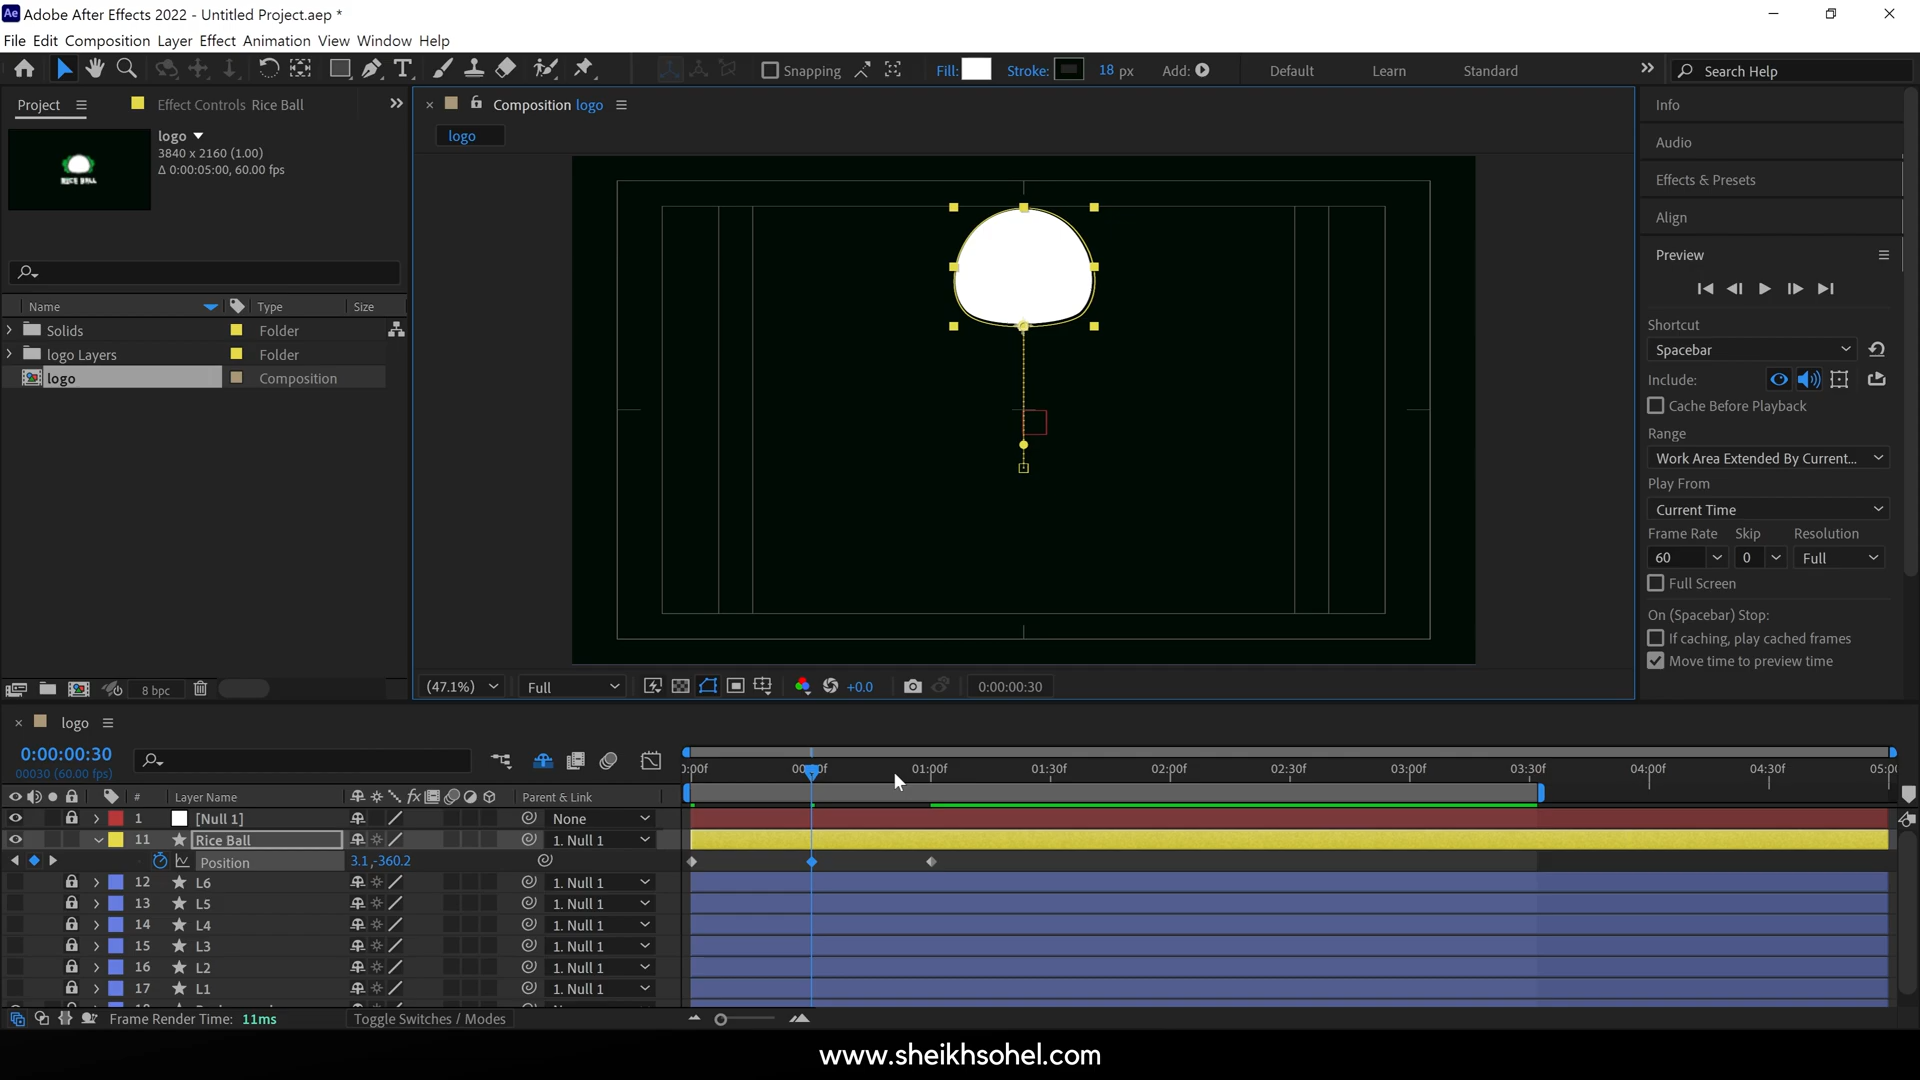 Ae Adobe After Effects 2022 - Untitled Project.aep *
File Edit Composition Layer Effect Animation View Window Help
Snapping
Fill: Stroke: 18 px Add:
Default Learn Standard
Search Help
Project
Effect Controls Rice Ball
Composition logo
logo
logo
3840 x 2160 (1.00)
Δ 0:00:05:00, 60.00 fps
RICE BALL
Name Type Size
Solids Folder
logo Layers Folder
logo Composition
8 bpc
(47.1%) Full +0.0 0:00:00:30
Info
Audio
Effects & Presets
Align
Preview
Shortcut
Spacebar
Include:
Cache Before Playback
Range
Work Area Extended By Current...
Play From
Current Time
Frame Rate Skip Resolution
60 0 Full
Full Screen
On (Spacebar) Stop:
If caching, play cached frames
Move time to preview time
logo
0:00:00:30
00030 (60.00 fps)
01:00f 01:30f 02:00f 02:30f 03:00f 03:30f 04:00f 04:30f
# Layer Name fx Parent & Link
1 [Null 1] None
11 Rice Ball 1. Null 1
Position 3.1,-360.2
12 L6 1. Null 1
13 L5 1. Null 1
14 L4 1. Null 1
15 L3 1. Null 1
16 L2 1. Null 1
17 L1 1. Null 1
Frame Render Time: 11ms Toggle Switches / Modes
www.sheikhsohel.com